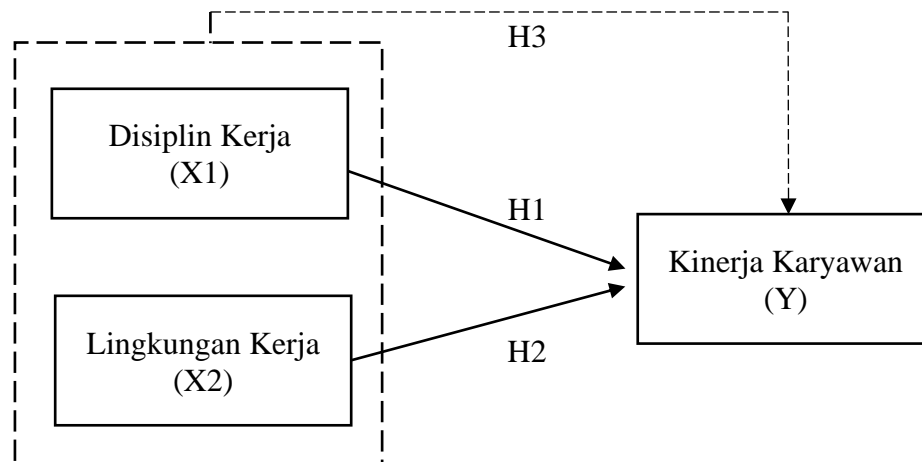 H3
Disiplin Kerja
(X1)
H1
Kinerja Karyawan
(Y)
Lingkungan Kerja
(X2)
H2